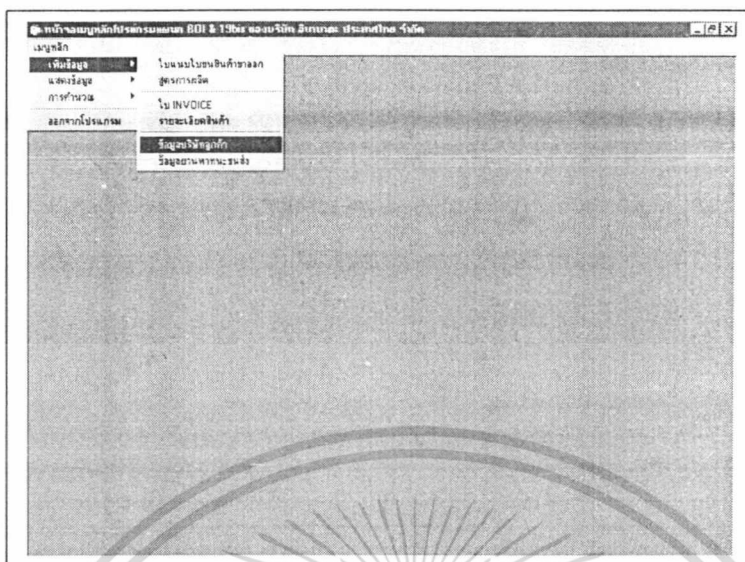 หน้าจอเมนูหลักโปรแกรมแผนก BOI & 19bis ของบริษัท ประเทศไทย จำกัด
เมนูหลัก
เพิ่มข้อมูล
แสดงข้อมูล
การคำนวณ
ออกจากโปรแกรม
ใบแนบใบขนสินค้าขาออก
สูตรการผลิต
ใบ INVOICE
รายละเอียดสินค้า
ข้อมูลบริษัทลูกค้า
ข้อมูลยานพาหนะขนส่ง